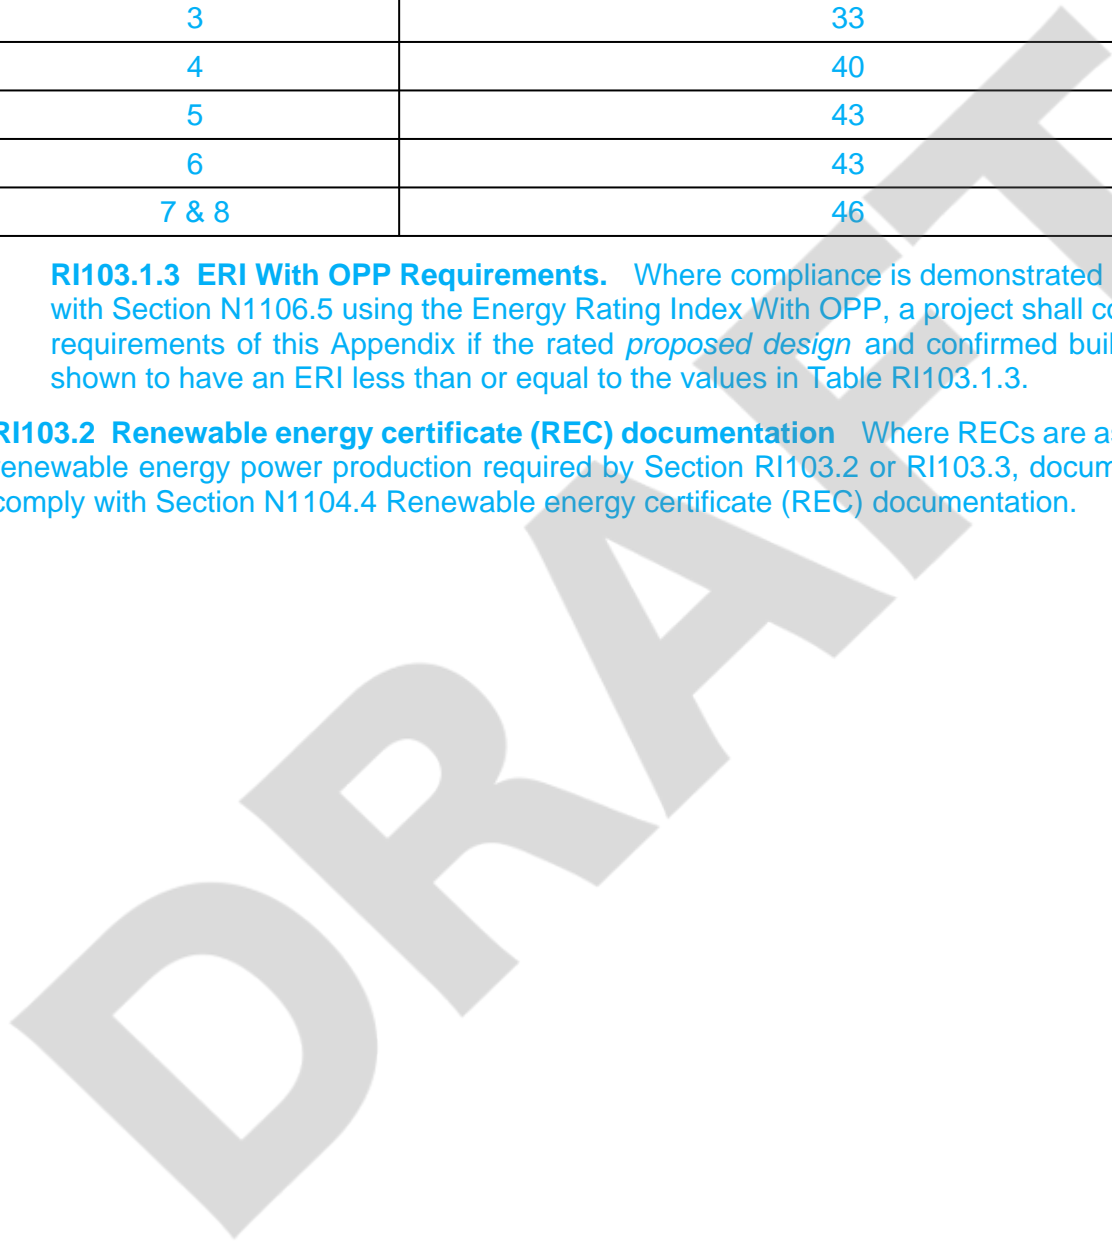 3 33
4 40
5 43
6 43
7 & 8 46
RI103.1.3 ERI With OPP Requirements. Where compliance is demonstrated
with Section N1106.5 using the Energy Rating Index With OPP, a project shall
requirements of this Appendix if the rated proposed design and confirmed
shown to have an ERI less than or equal to the values in Table RI103.1.3.
RI103.2 Renewable energy certificate (REC) documentation Where RECs are
renewable energy power production required by Section RI103.2 or RI103.3,
comply with Section N1104.4 Renewable energy certificate (REC) documentation.
DRAFT